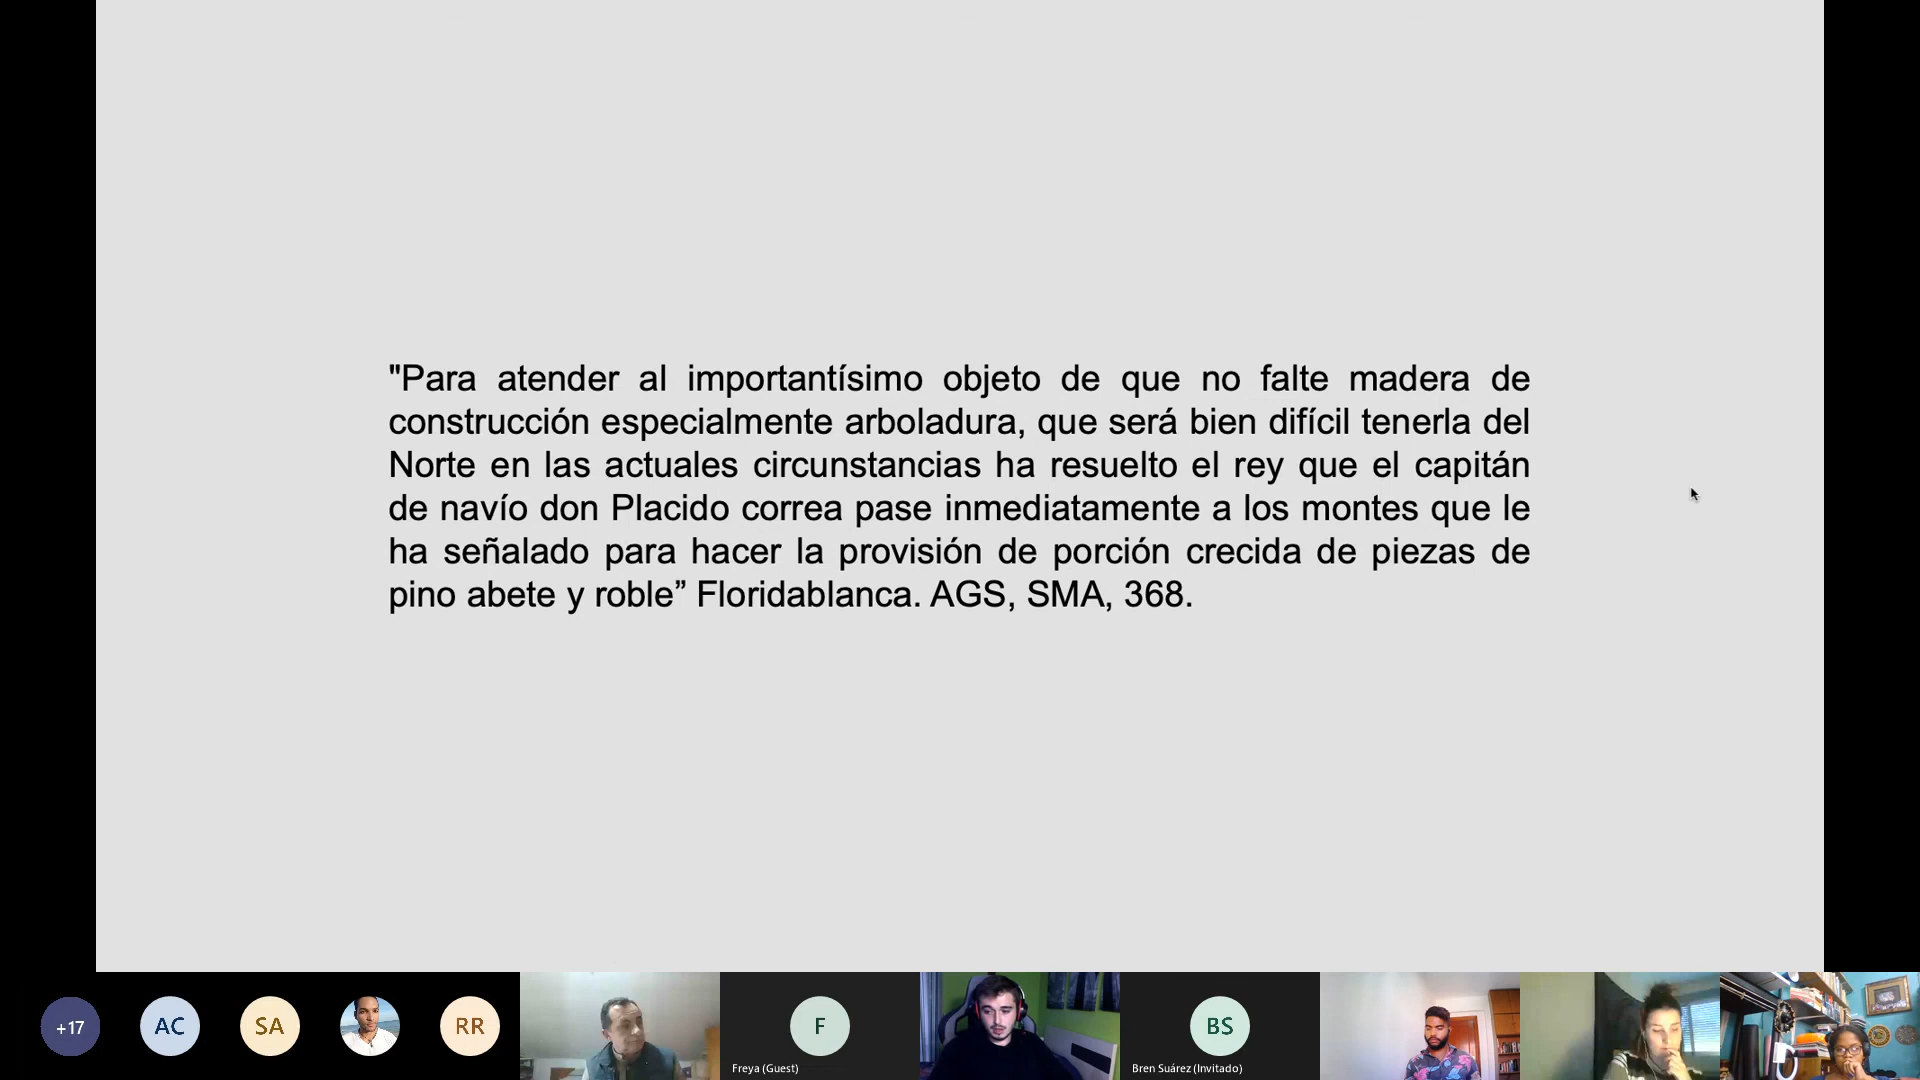 "Para atender al importantísimo objeto de que no falte madera de
construcción especialmente arboladura, que será bien difícil tenerla del
Norte en las actuales circunstancias ha resuelto el rey que el capitán
de navío don Placido correa pase inmediatamente a los montes que le
ha señalado para hacer la provisión de porción crecida de piezas de
pino abete y roble” Floridablanca. AGS, SMA, 368.
+17
AC
SA
RR
F
Freya (Guest)
BS
Bren Suárez (Invitado)